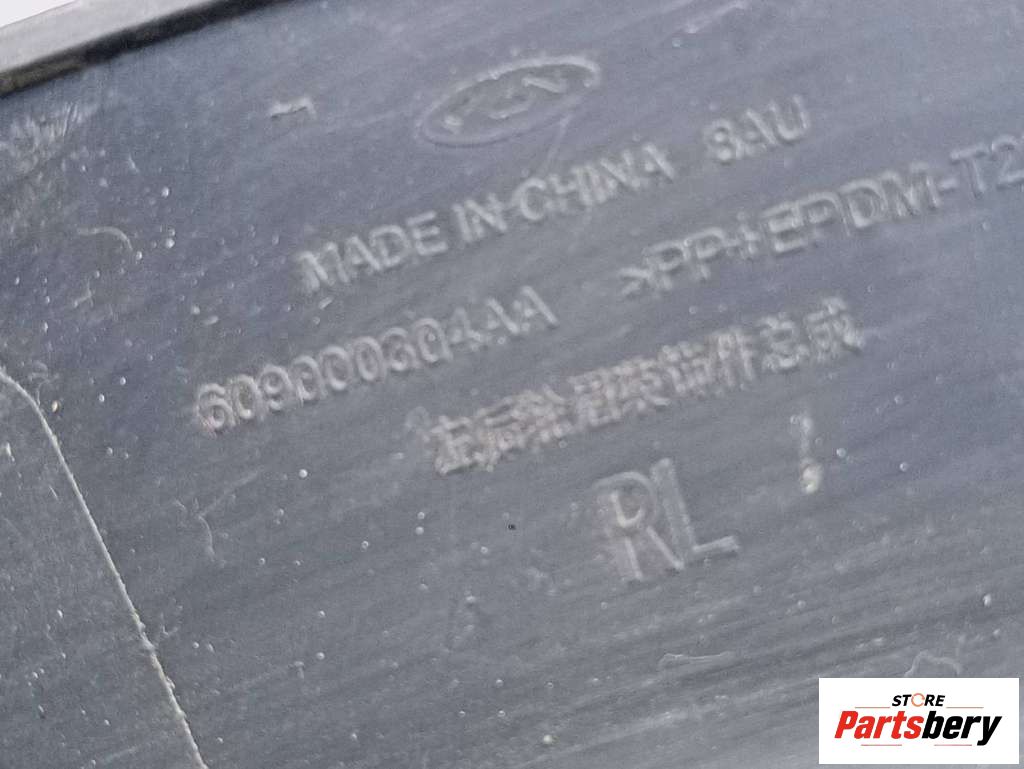 MADE IN CHINA 8AU
609000304AA >PP+EPDM-T2
左后轮眉装饰件总成
RL
STORE
Partsbery